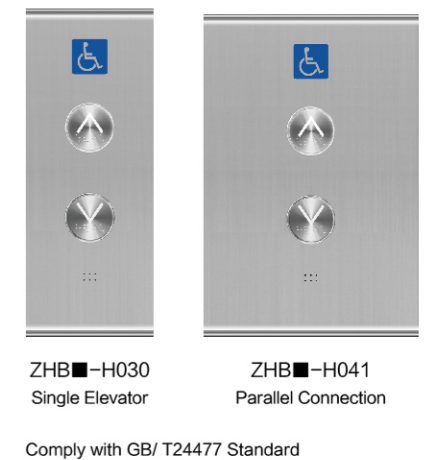 ZHB■-H030
Single Elevator
ZHB■-H041
Parallel Connection
Comply with GB/ T24477 Standard